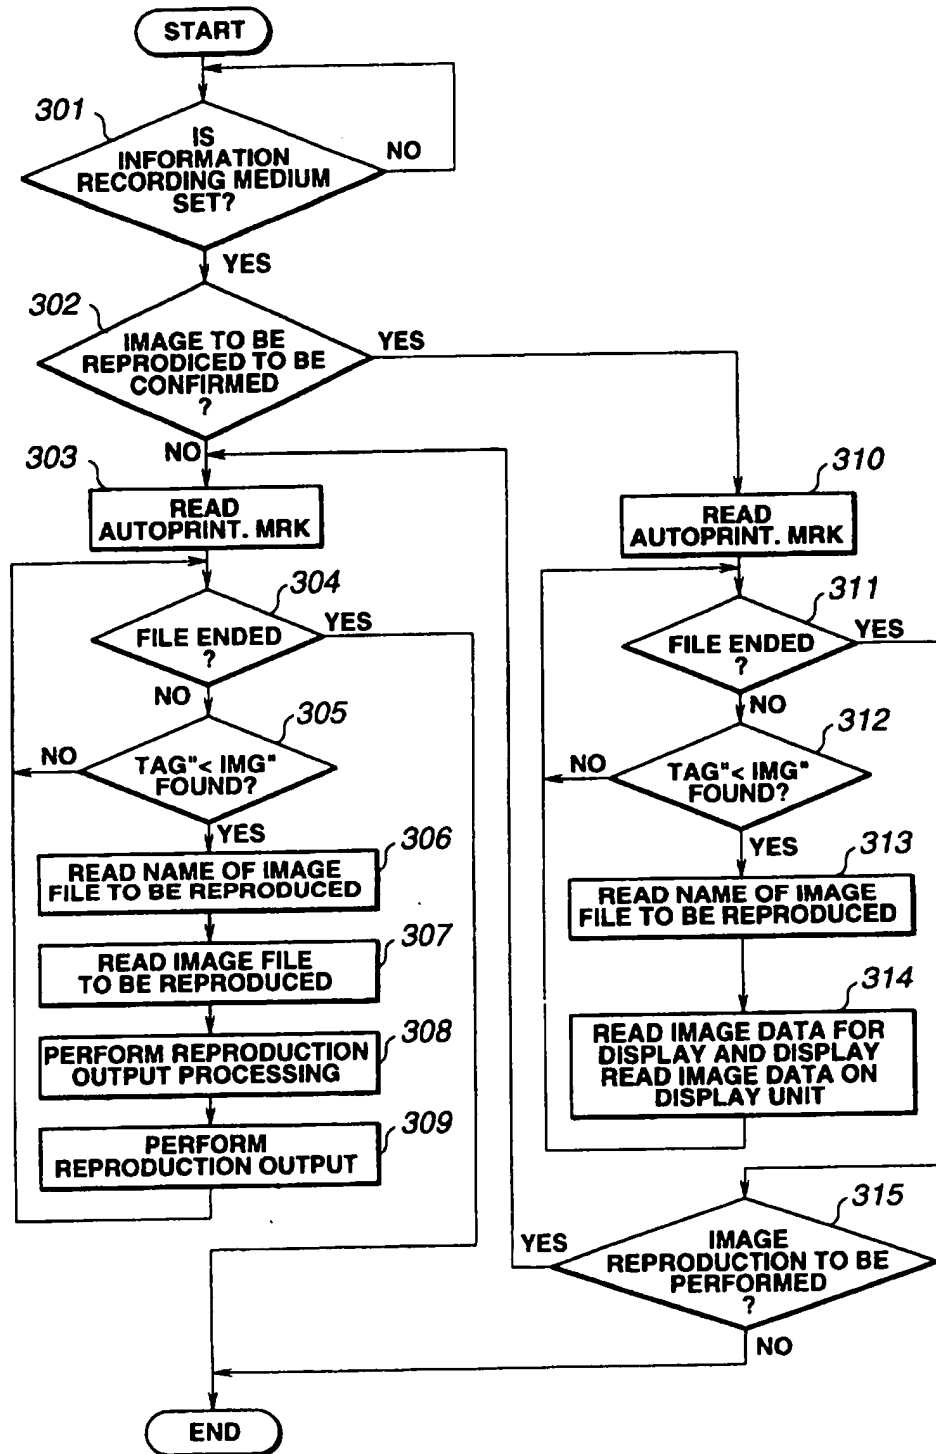 START
301
IS
INFORMATION
RECORDING MEDIUM
SET?
NO
YES
302
IMAGE TO BE
REPRODICED TO BE
CONFIRMED
?
YES
NO
303
READ
AUTOPRINT. MRK
304
FILE ENDED
?
YES
NO
305
TAG"< IMG"
FOUND?
NO
YES
306
READ NAME OF IMAGE
FILE TO BE REPRODUCED
307
READ IMAGE FILE
TO BE REPRODUCED
308
PERFORM REPRODUCTION
OUTPUT PROCESSING
309
PERFORM
REPRODUCTION OUTPUT
310
READ
AUTOPRINT. MRK
311
FILE ENDED
?
YES
NO
312
TAG"< IMG"
FOUND?
NO
YES
313
READ NAME OF IMAGE
FILE TO BE REPRODUCED
314
READ IMAGE DATA FOR
DISPLAY AND DISPLAY
READ IMAGE DATA ON
DISPLAY UNIT
315
IMAGE
REPRODUCTION TO BE
PERFORMED
?
YES
NO
END